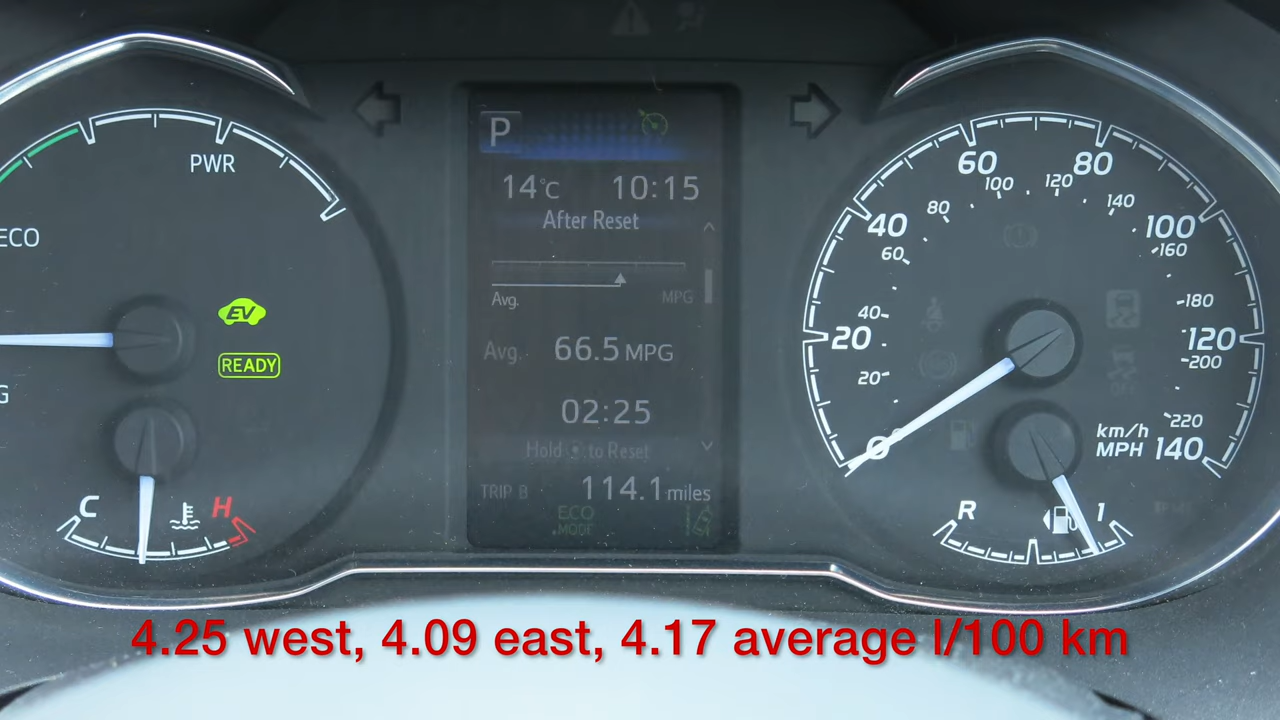 P
14°C 10:15
After Reset
Avg. MPG
Avg. 66.5 MPG
02:25
Hold to Reset
TRIP B 114.1 miles
ECO MODE
PWR
ECO
G
EV
READY
C H
0 20 40 60 80 100 120 140
20 40 60 80 100 120 140 160 180 200 220
km/h
MPH
R 1
4.25 west, 4.09 east, 4.17 average l/100 km